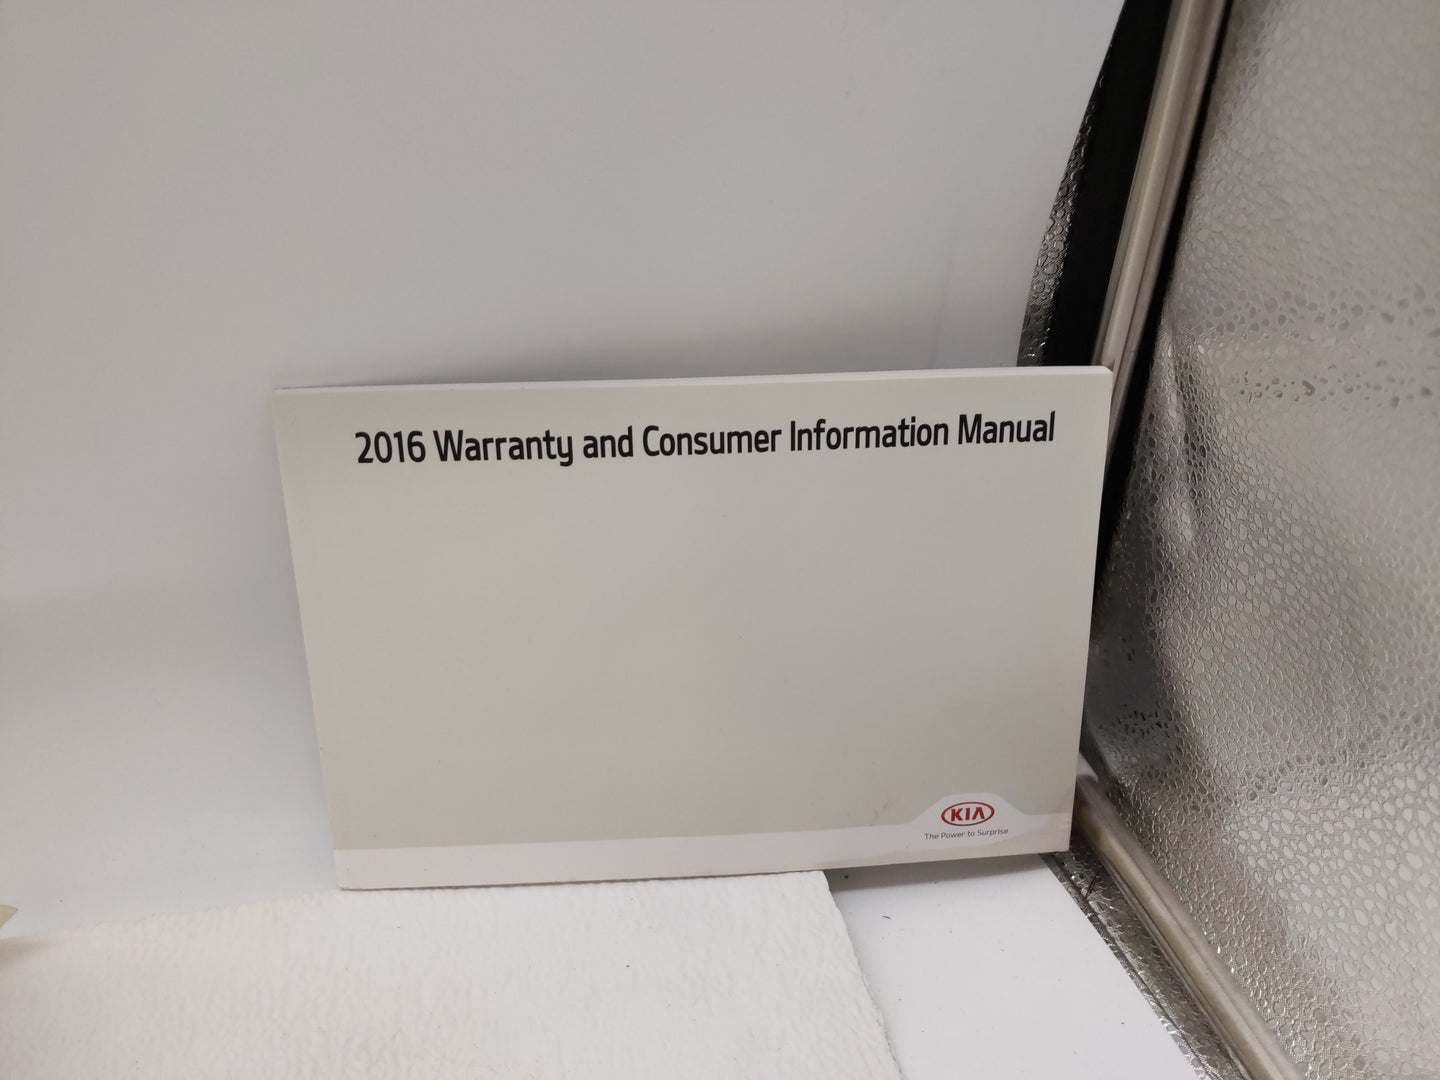 2016 Warranty and Consumer Information Manual
KIA
The Power to Surprise